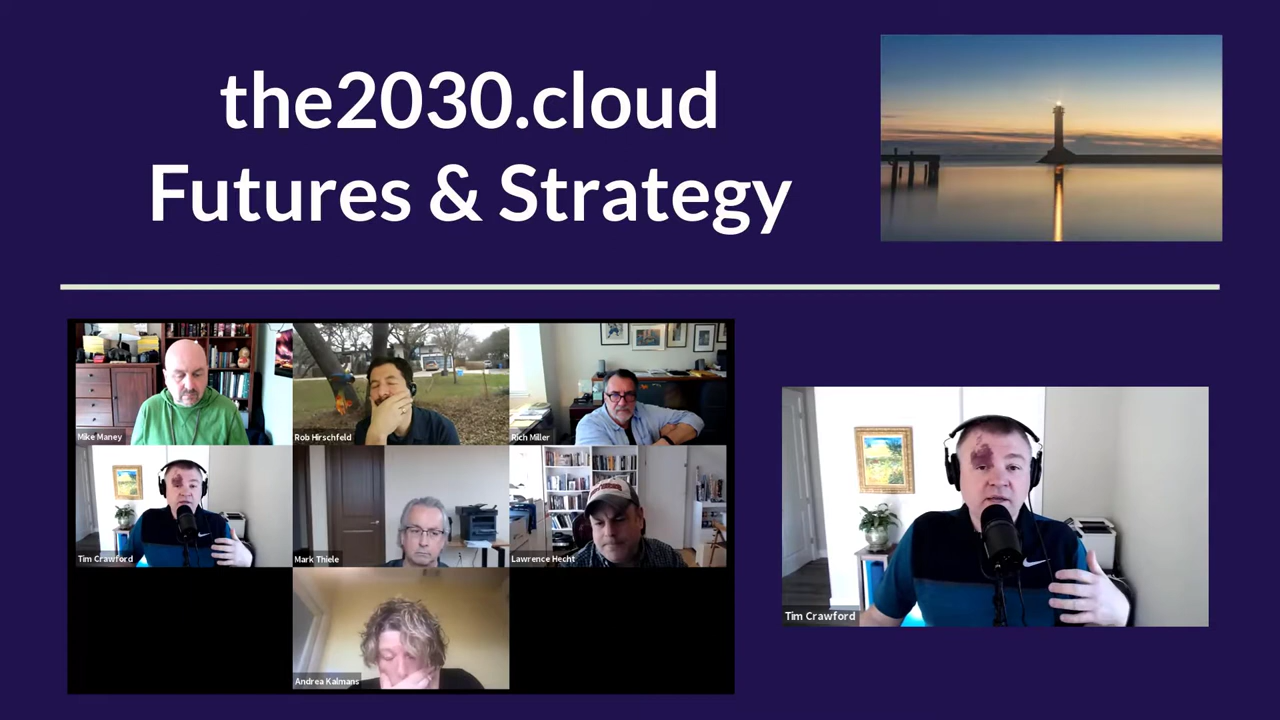 the2030.cloud
Futures & Strategy
Mike Maney
Rob Hirschfeld
Rich Miller
Tim Crawford
Mark Thiele
Lawrence Hecht
Andrea Kalmans
Tim Crawford